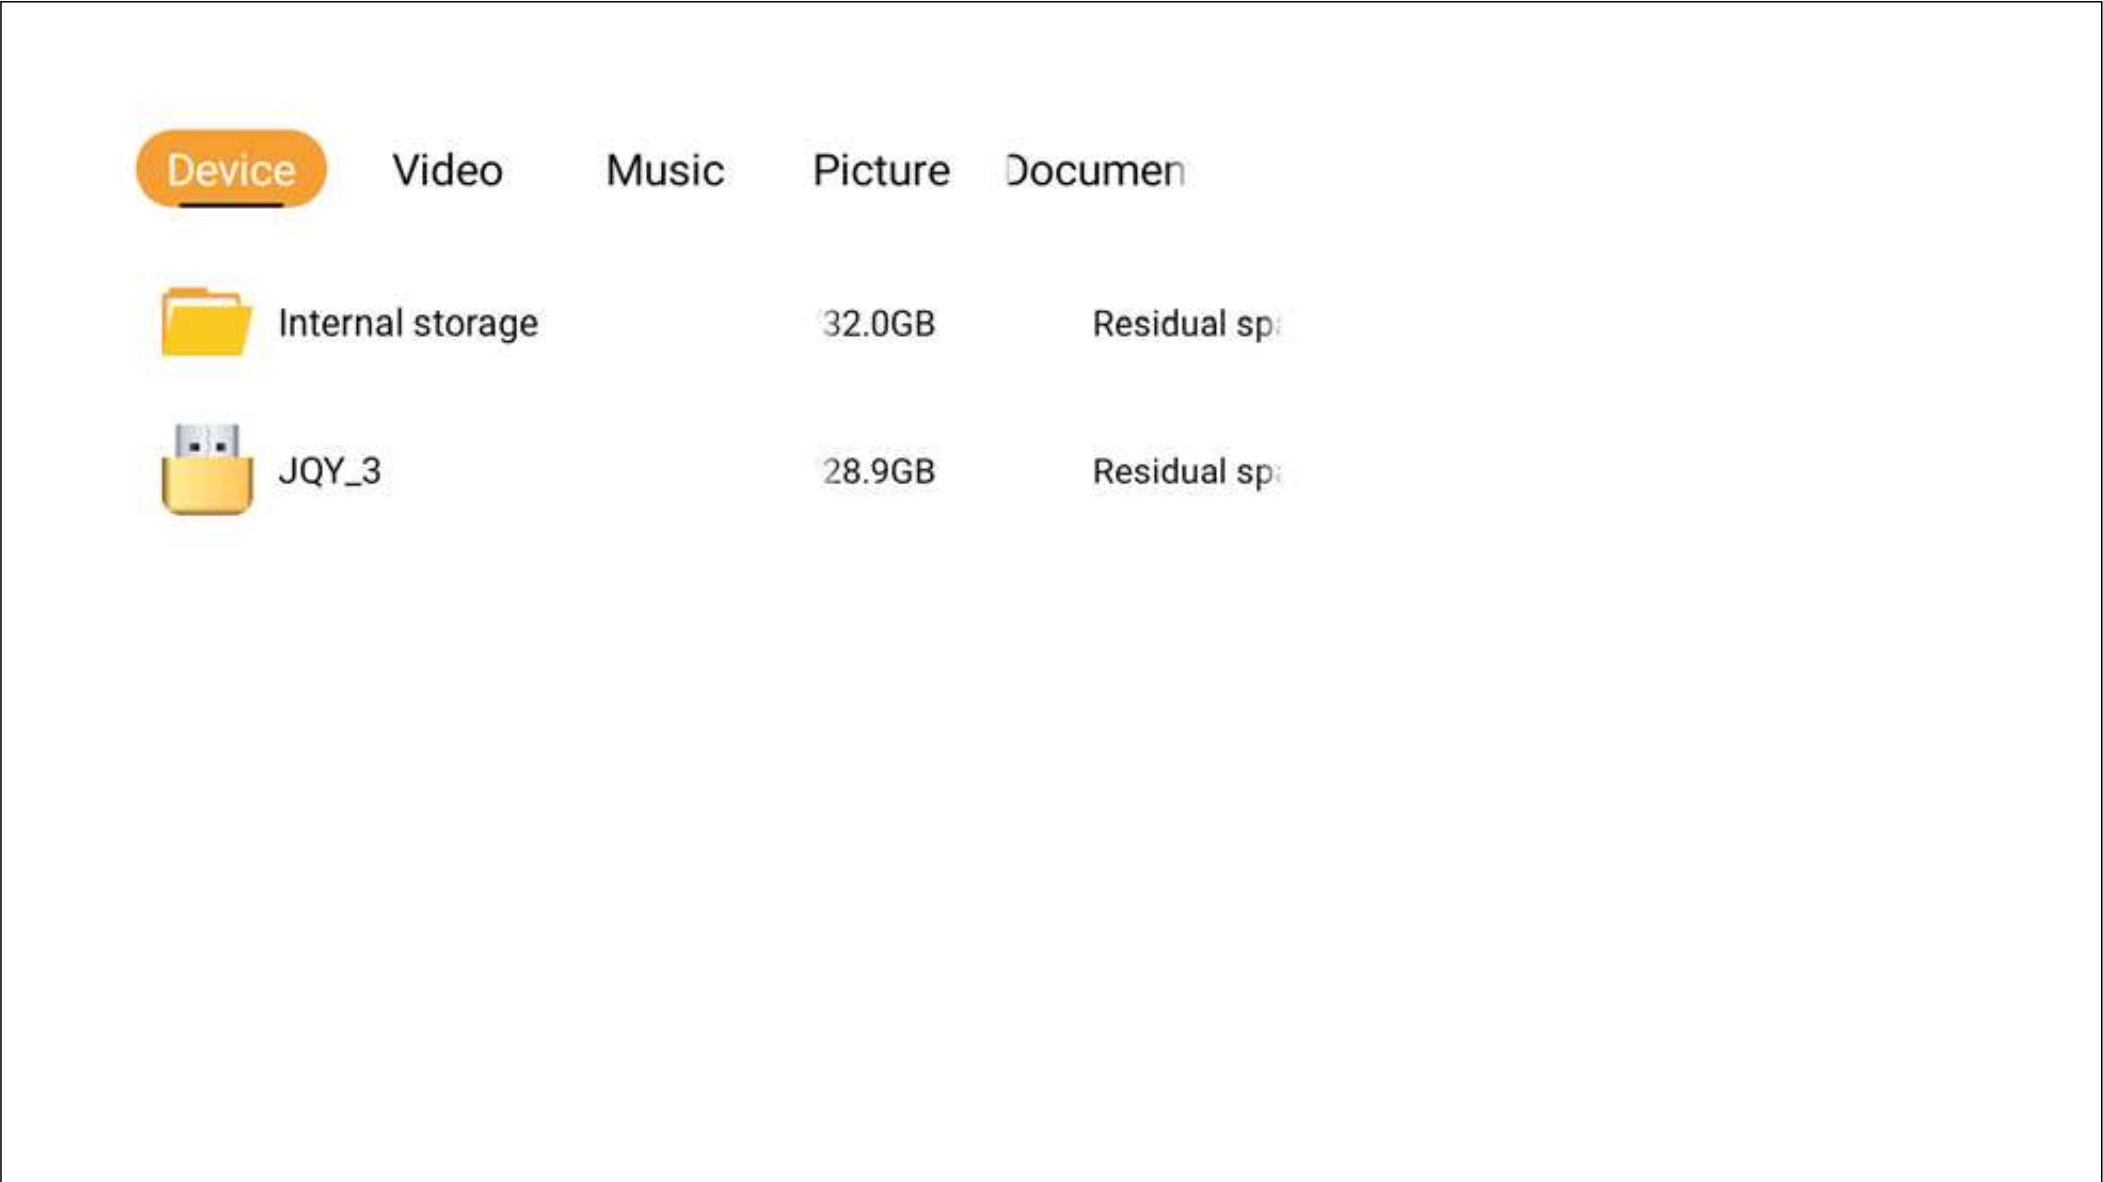 Device Video Music Picture Documen
Internal storage 32.0GB Residual sp
JQY_3 28.9GB Residual sp